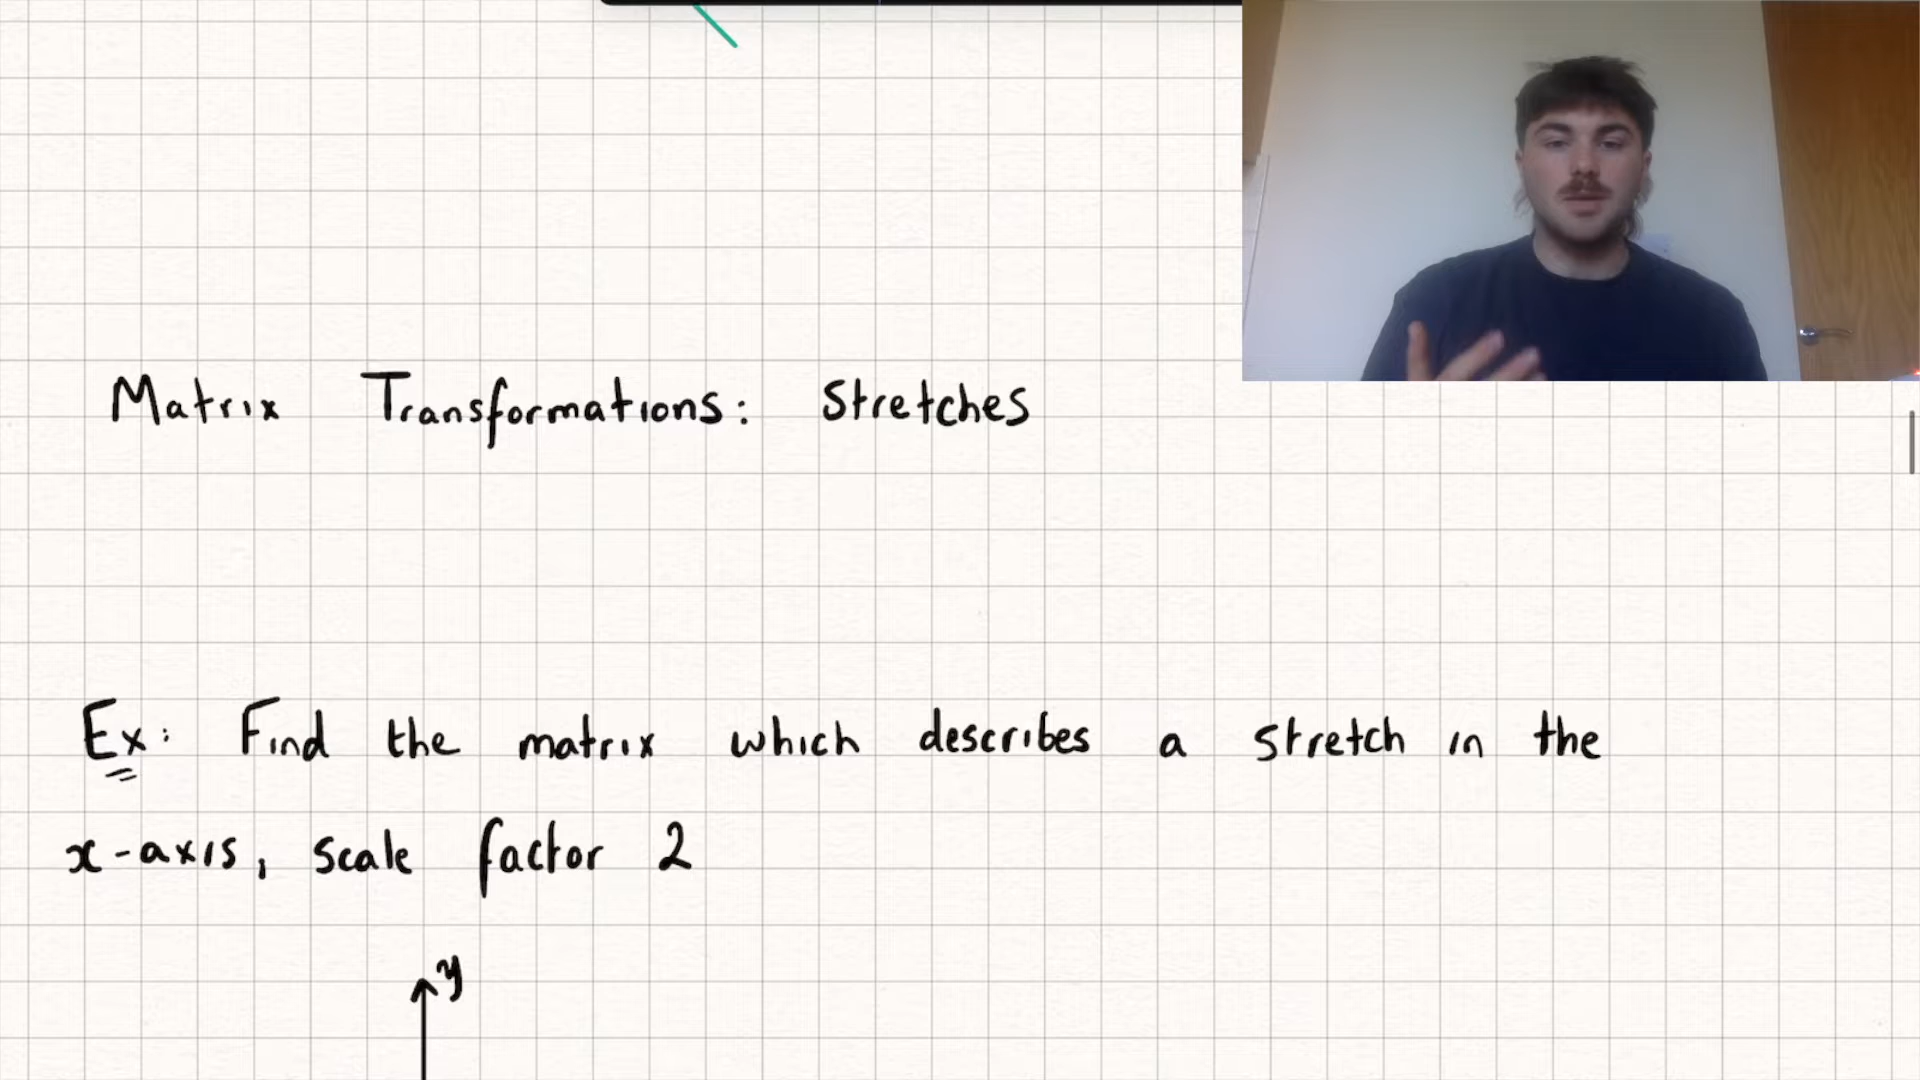 Matrix Transformations: Stretches
Ex: Find the matrix which describes a stretch in the
x-axis, scale factor 2
y